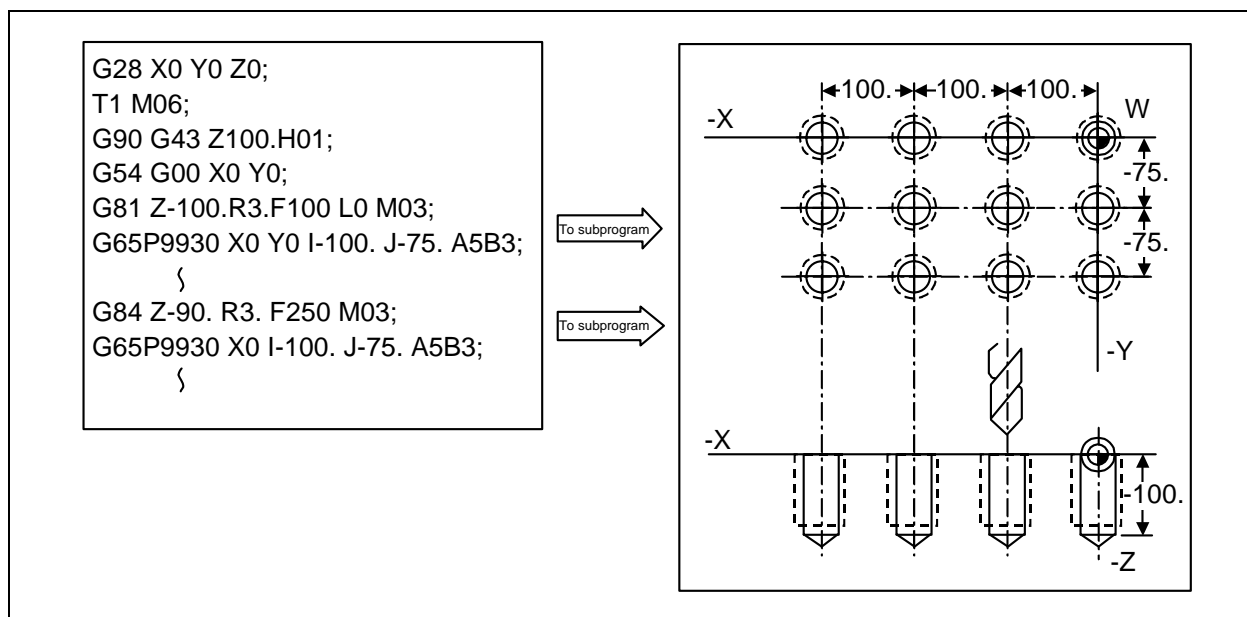 G28 X0 Y0 Z0;
T1 M06;
G90 G43 Z100.H01;
G54 G00 X0 Y0;
G81 Z-100.R3.F100 L0 M03;
G65P9930 X0 Y0 I-100. J-75. A5B3;
G84 Z-90. R3. F250 M03;
G65P9930 X0 I-100. J-75. A5B3;
To subprogram
To subprogram
100. 100. 100.
-X
W
-75.
-75.
-Y
-X
-100.
-Z